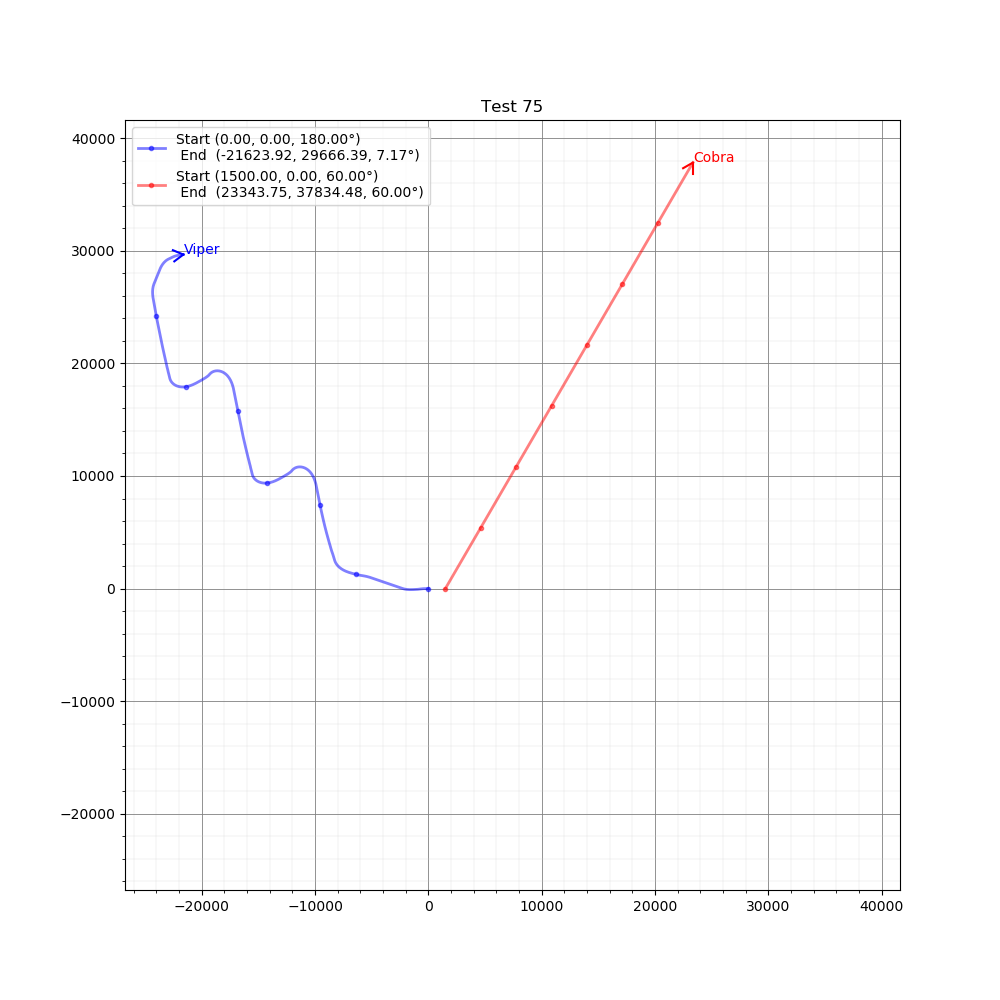 Test 75
Start (0.00, 0.00, 180.00°)
End (-21623.92, 29666.39, 7.17°)
Start (1500.00, 0.00, 60.00°)
End (23343.75, 37834.48, 60.00°)
Cobra
Viper
40000
30000
20000
10000
0
−10000
−20000
−20000 −10000 0 10000 20000 30000 40000